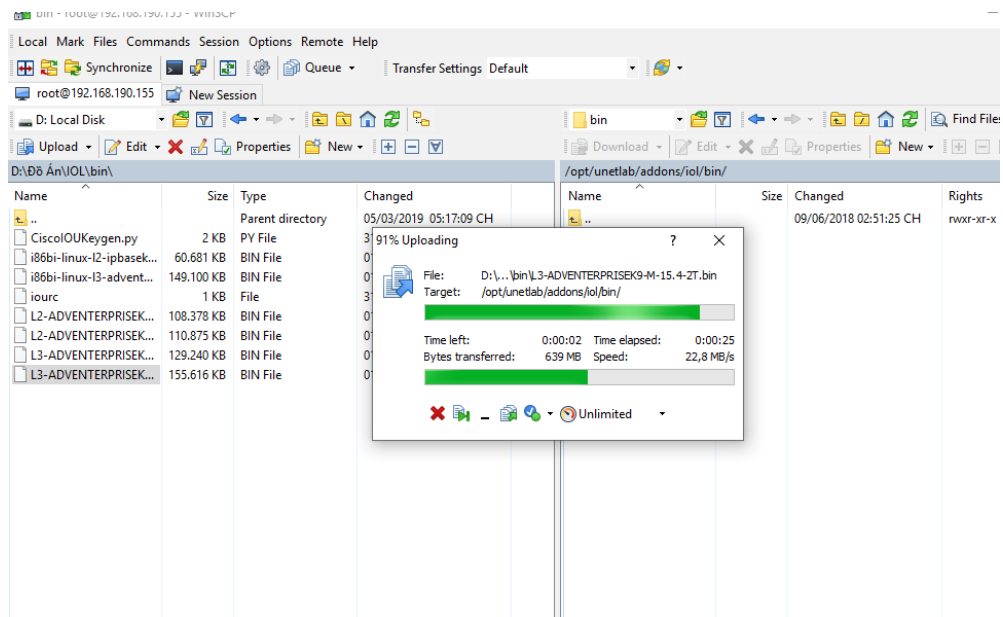 bin - root@192.168.190.155 - WinSCP
Local Mark Files Commands Session Options Remote Help
Synchronize Queue Transfer Settings Default
root@192.168.190.155 New Session
D: Local Disk bin Find Files
Upload Edit Properties New Download Edit Properties New
D:\Đồ Án\IOL\bin\ /opt/unetlab/addons/iol/bin/
Name Size Type Changed Name Size Changed Rights
.. Parent directory 05/03/2019 05:17:09 CH .. 09/06/2018 02:51:25 CH rwxr-xr-x
CiscoIOUKeygen.py 2 KB PY File 3
91% Uploading ? ×
i86bi-linux-l2-ipbasek... 60.681 KB BIN File 0
i86bi-linux-l3-advent... 149.100 KB BIN File 0
iourc 1 KB File 3
L2-ADVENTERPRISEK... 108.378 KB BIN File 0
L2-ADVENTERPRISEK... 110.875 KB BIN File 0
L3-ADVENTERPRISEK... 129.240 KB BIN File 0
L3-ADVENTERPRISEK... 155.616 KB BIN File 0
File: D:\...\bin\L3-ADVENTERPRISEK9-M-15.4-2T.bin
Target: /opt/unetlab/addons/iol/bin/
Time left: 0:00:02 Time elapsed: 0:00:25
Bytes transferred: 639 MB Speed: 22,8 MB/s
Unlimited